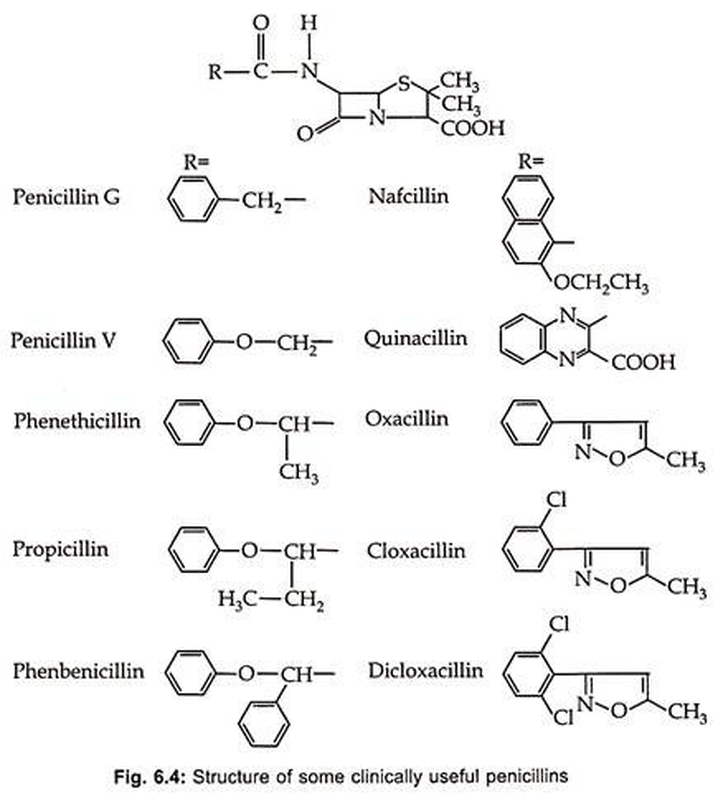 O H
R—C—N S CH3
CH3
O N COOH
R= R=
Penicillin G CH2— Nafcillin
OCH2CH3
Penicillin V O—CH2— Quinacillin N
N COOH
Phenethicillin O—CH— Oxacillin
CH3 N—O CH3
Cl
Propicillin O—CH— Cloxacillin
H3C—CH2 N—O CH3
Cl
Phenbenicillin O—CH— Dicloxacillin
Cl N—O CH3
Fig. 6.4: Structure of some clinically useful penicillins